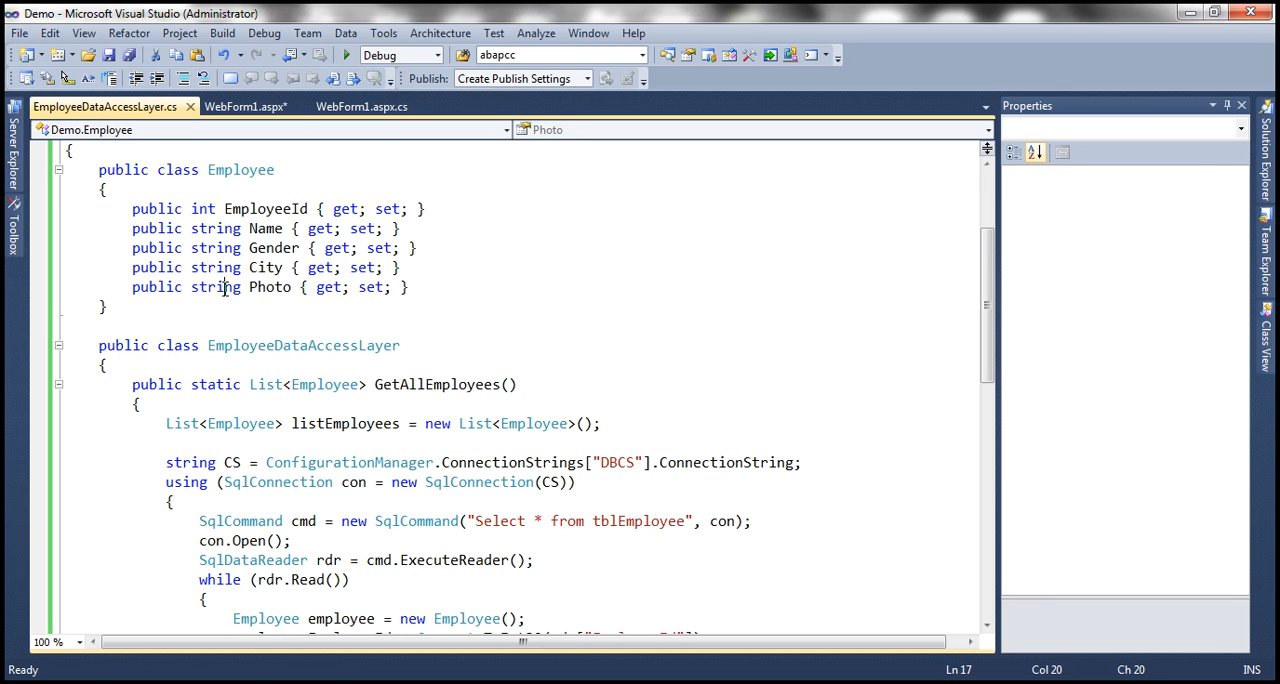 Demo - Microsoft Visual Studio (Administrator)
File Edit View Refactor Project Build Debug Team Data Tools Architecture Test Analyze Window Help
Debug abapcc
Publish: Create Publish Settings
EmployeeDataAccessLayer.cs WebForm1.aspx* WebForm1.aspx.cs
Properties
Demo.Employee Photo
Server Explorer
Toolbox
Solution Explorer
Team Explorer
Class View
{
public class Employee
{
public int EmployeeId { get; set; }
public string Name { get; set; }
public string Gender { get; set; }
public string City { get; set; }
public string Photo { get; set; }
}
public class EmployeeDataAccessLayer
{
public static List<Employee> GetAllEmployees()
{
List<Employee> listEmployees = new List<Employee>();
string CS = ConfigurationManager.ConnectionStrings["DBCS"].ConnectionString;
using (SqlConnection con = new SqlConnection(CS))
{
SqlCommand cmd = new SqlCommand("Select * from tblEmployee", con);
con.Open();
SqlDataReader rdr = cmd.ExecuteReader();
while (rdr.Read())
{
Employee employee = new Employee();
100 %
Ready Ln 17 Col 20 Ch 20 INS